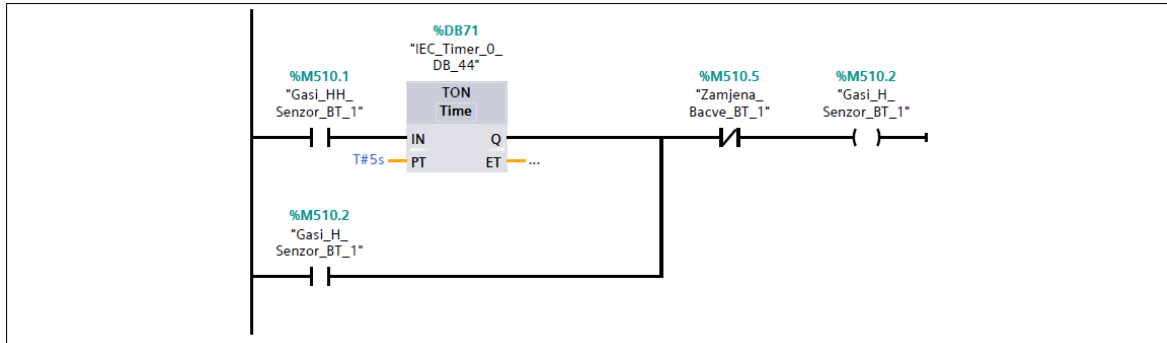 %DB71
"IEC_Timer_0_
DB_44"
%M510.1
"Gasi_HH_
Senzor_BT_1"
TON
Time
IN
Q
T#5s
PT
ET
...
%M510.5
"Zamjena_
Bacve_BT_1"
%M510.2
"Gasi_H_
Senzor_BT_1"
%M510.2
"Gasi_H_
Senzor_BT_1"